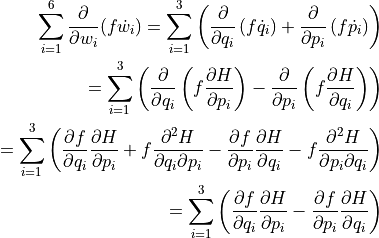 \sum_{i=1}^{6} \frac{\partial}{\partial w_i} (f \dot{w}_i) = \sum_{i=1}^{3} \left( \frac{\partial}{\partial q_i} (f \dot{q}_i) + \frac{\partial}{\partial p_i} (f \dot{p}_i) \right)
= \sum_{i=1}^{3} \left( \frac{\partial}{\partial q_i} \left( f \frac{\partial H}{\partial p_i} \right) - \frac{\partial}{\partial p_i} \left( f \frac{\partial H}{\partial q_i} \right) \right)
= \sum_{i=1}^{3} \left( \frac{\partial f}{\partial q_i} \frac{\partial H}{\partial p_i} + f \frac{\partial^2 H}{\partial q_i \partial p_i} - \frac{\partial f}{\partial p_i} \frac{\partial H}{\partial q_i} - f \frac{\partial^2 H}{\partial p_i \partial q_i} \right)
= \sum_{i=1}^{3} \left( \frac{\partial f}{\partial q_i} \frac{\partial H}{\partial p_i} - \frac{\partial f}{\partial p_i} \frac{\partial H}{\partial q_i} \right)